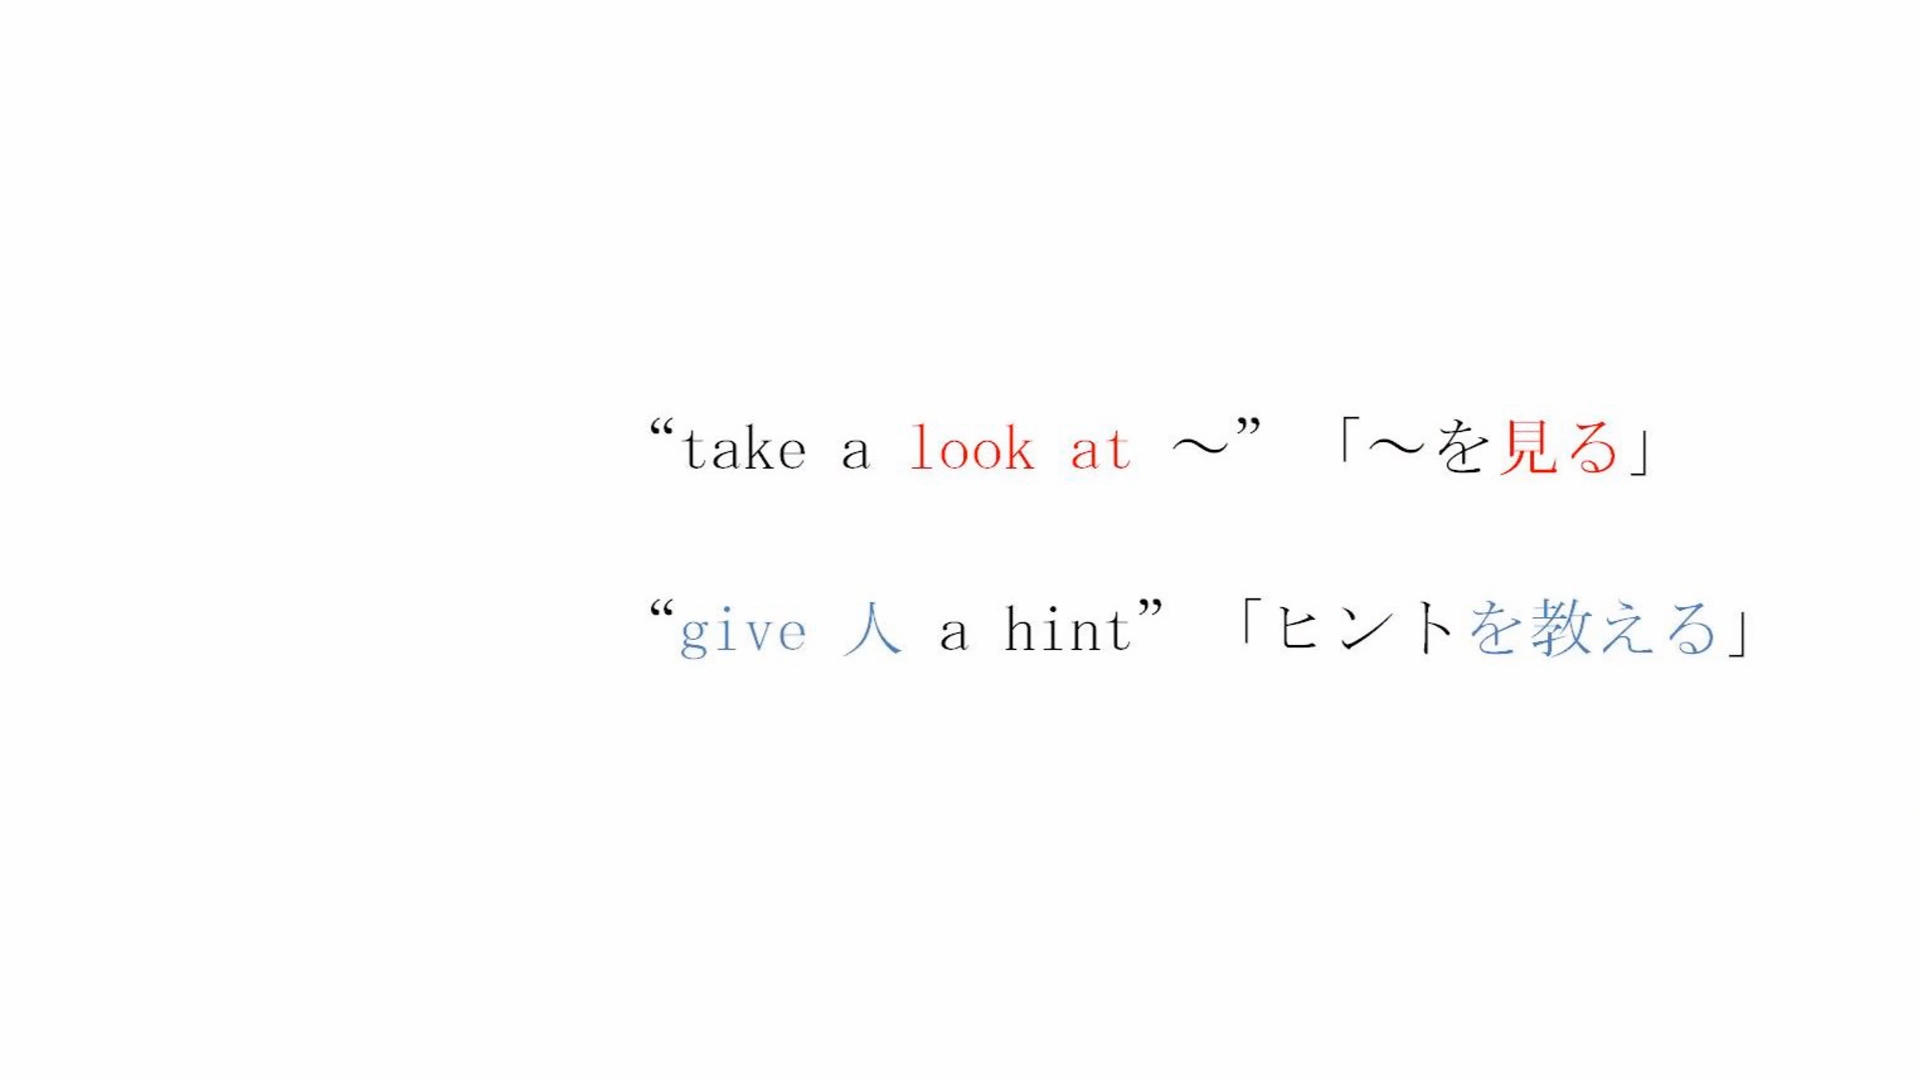 “take a look at ～” 「～を見る」
“give 人 a hint” 「ヒントを教える」